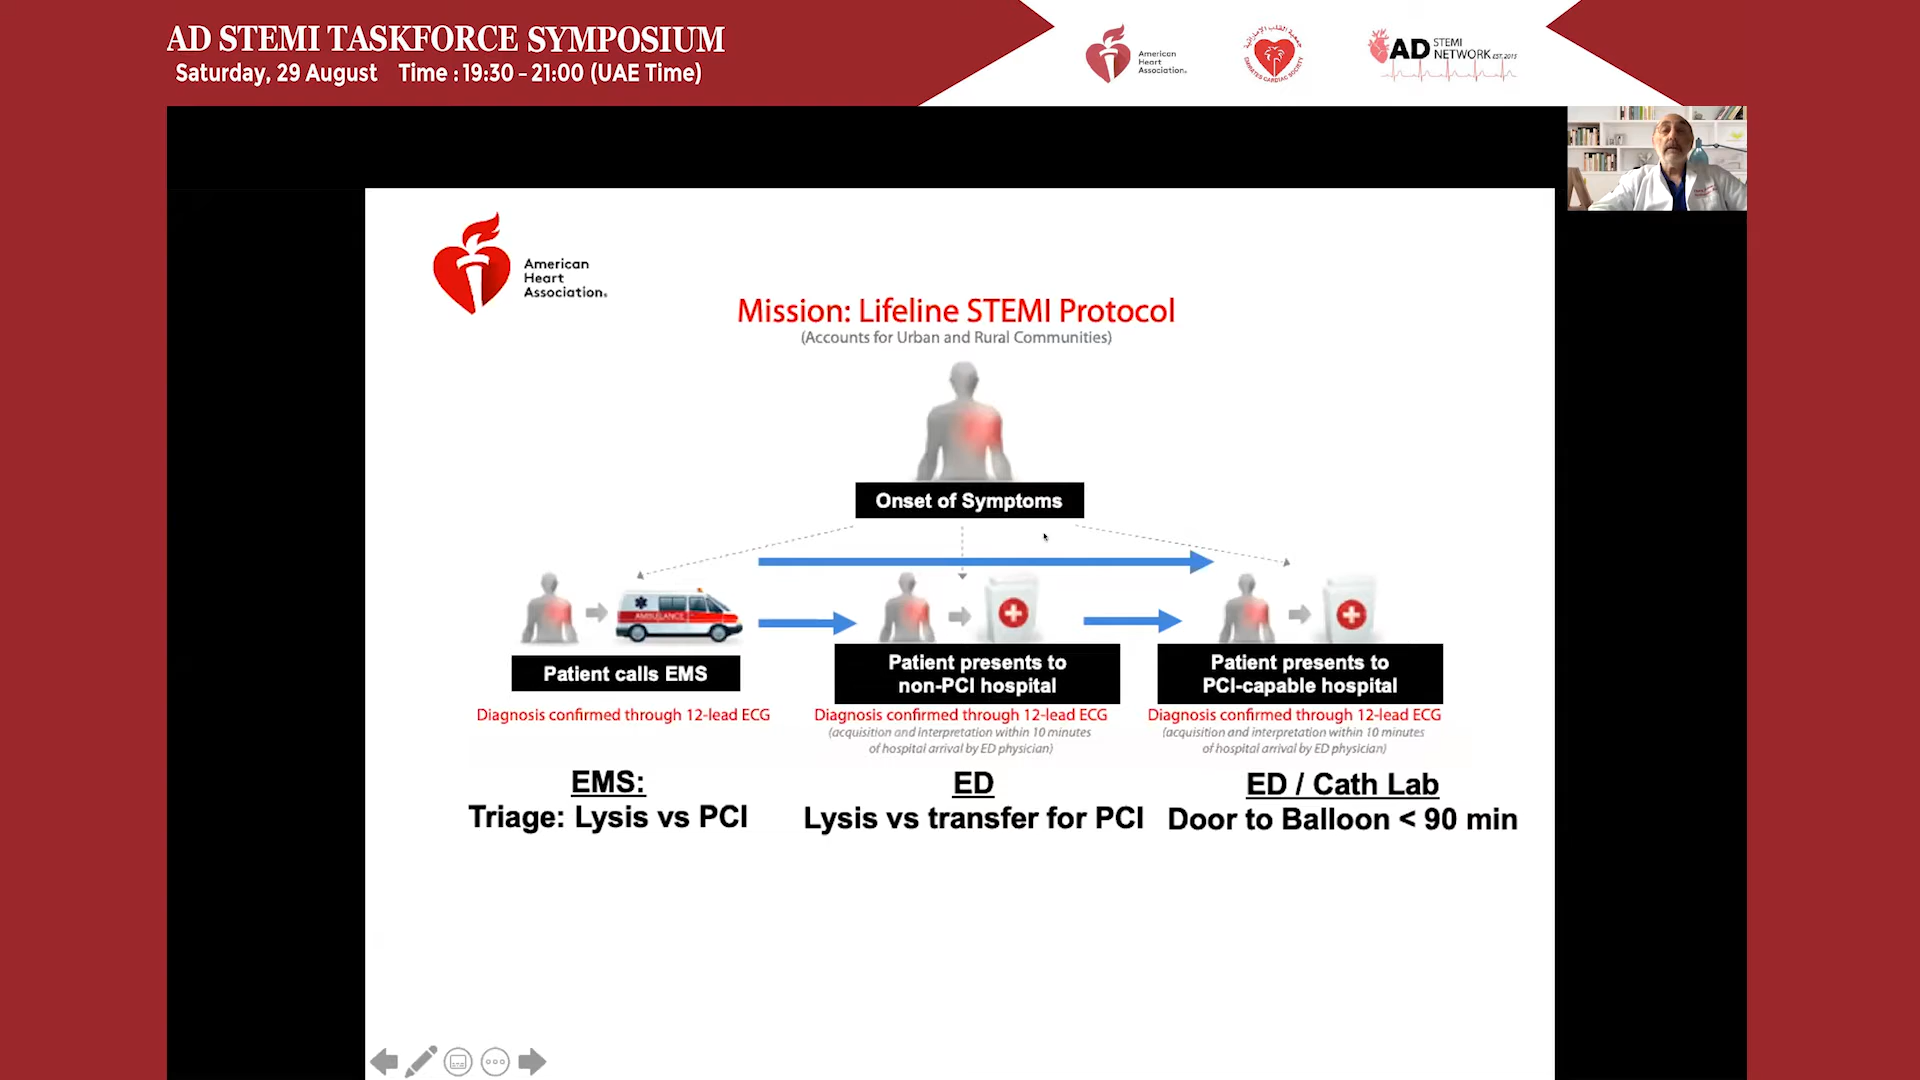 AD STEMI TASKFORCE SYMPOSIUM
Saturday, 29 August Time : 19:30 - 21:00 (UAE Time)
American
Heart
Association®
AD STEMI
NETWORK EST. 2015
American
Heart
Association®
Mission: Lifeline STEMI Protocol
(Accounts for Urban and Rural Communities)
Onset of Symptoms
AMBULANCE
Patient calls EMS
Diagnosis confirmed through 12-lead ECG
Patient presents to
non-PCI hospital
Diagnosis confirmed through 12-lead ECG
(acquisition and interpretation within 10 minutes
of hospital arrival by ED physician)
Patient presents to
PCI-capable hospital
Diagnosis confirmed through 12-lead ECG
(acquisition and interpretation within 10 minutes
of hospital arrival by ED physician)
EMS:
Triage: Lysis vs PCI
ED
Lysis vs transfer for PCI
ED / Cath Lab
Door to Balloon < 90 min